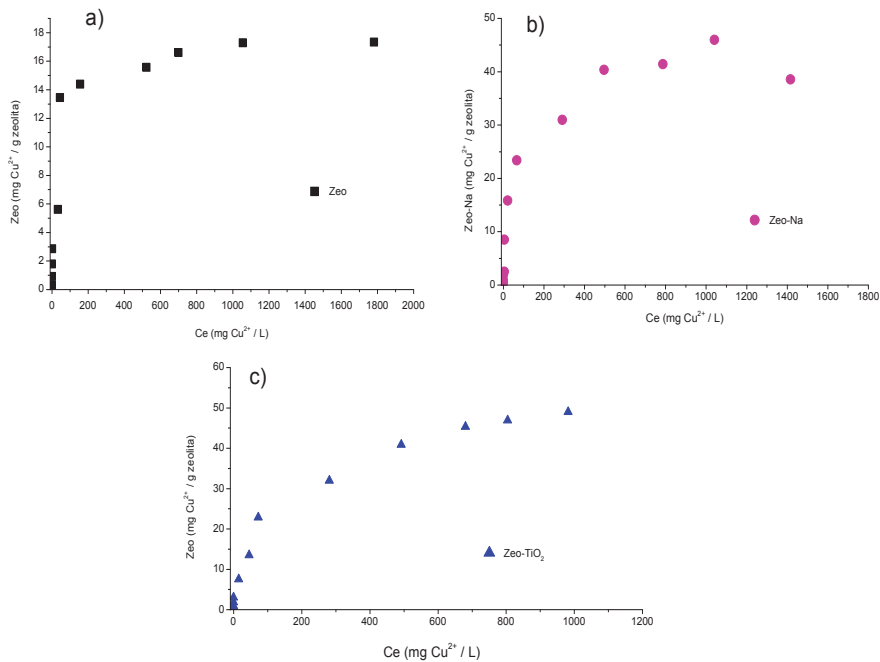 a)
Zeo (mg Cu²⁺ / g zeolita)
18
16
14
12
10
8
6
4
2
0
Zeo
0 200 400 600 800 1000 1200 1400 1600 1800 2000
Ce (mg Cu²⁺ / L)
b)
Zeo-Na (mg Cu²⁺ / g zeolita)
50
40
30
20
10
0
Zeo-Na
0 200 400 600 800 1000 1200 1400 1600 1800
Ce (mg Cu²⁺ / L)
c)
Zeo (mg Cu²⁺ / g zeolita)
60
50
40
30
20
10
0
Zeo-TiO₂
0 200 400 600 800 1000 1200
Ce (mg Cu²⁺ / L)